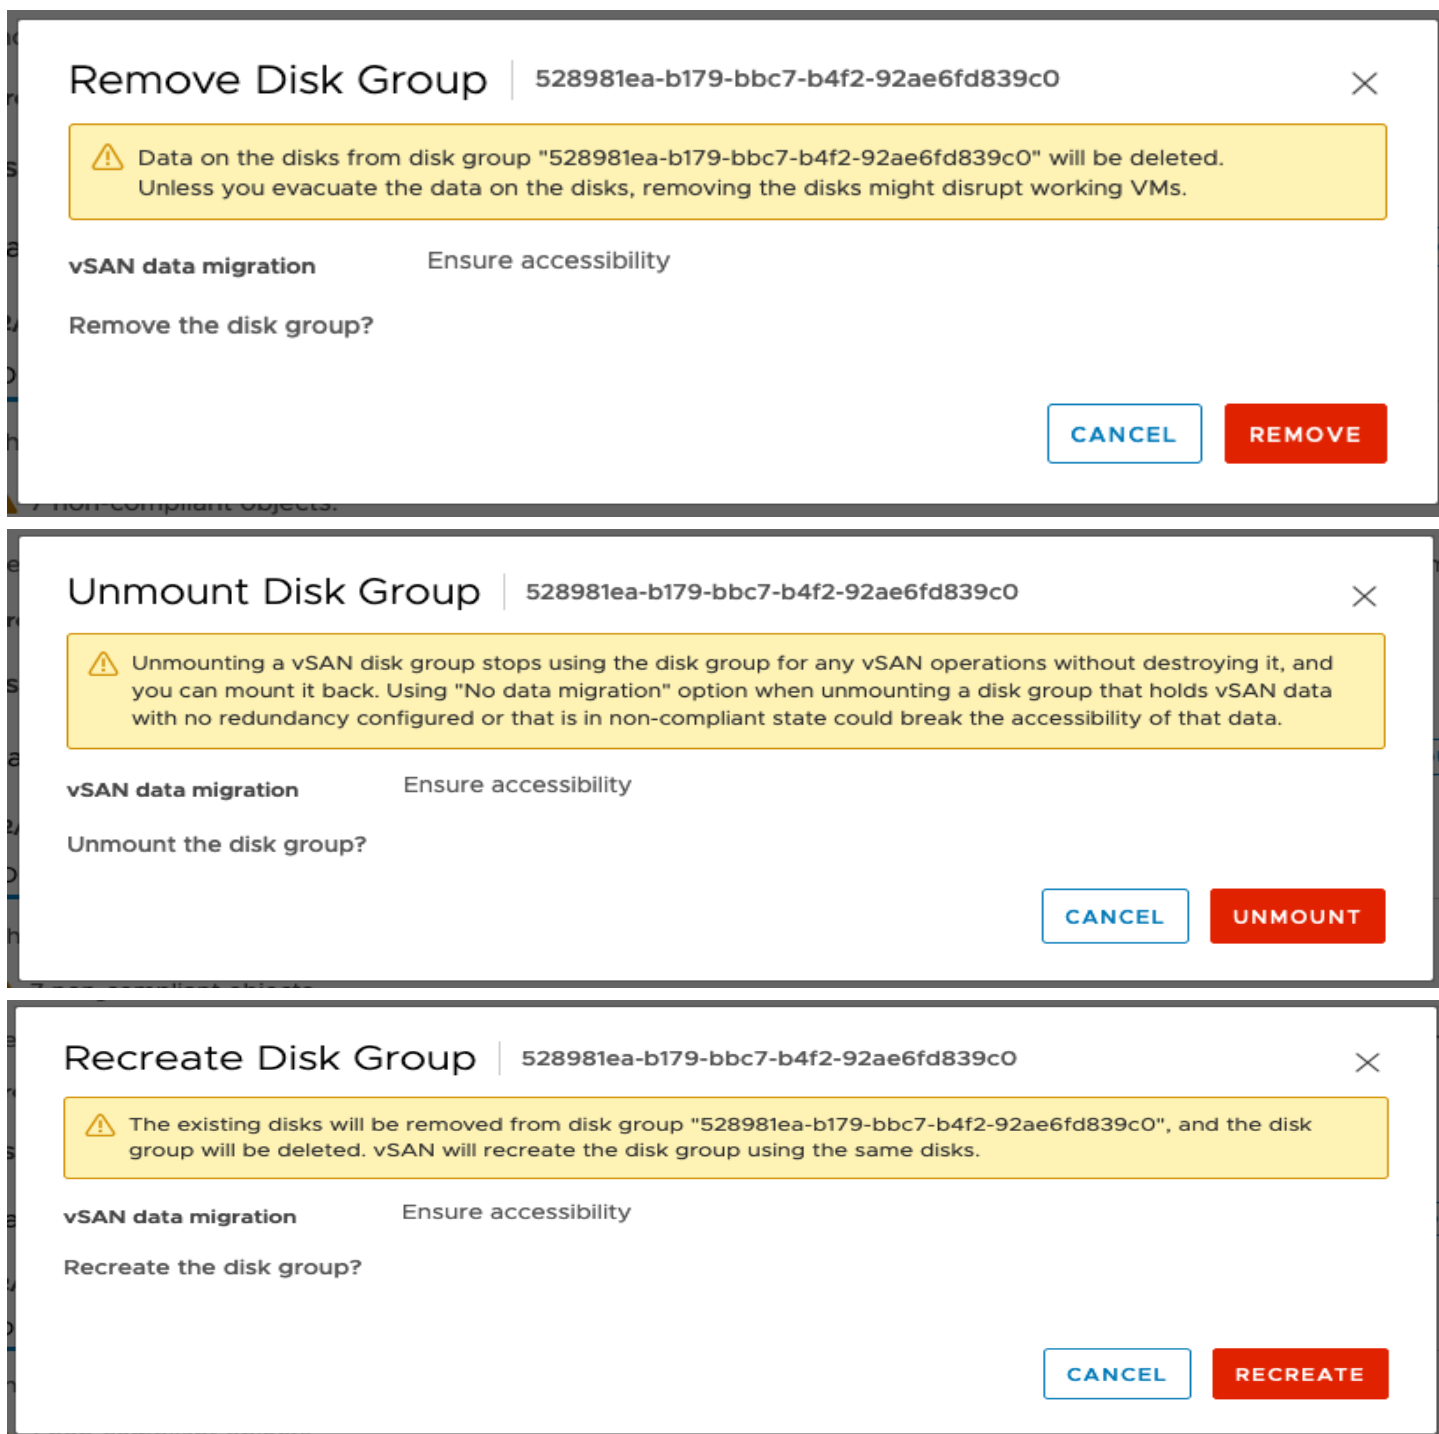 Remove Disk Group 528981ea-b179-bbc7-b4f2-92ae6fd839c0
Data on the disks from disk group "528981ea-b179-bbc7-b4f2-92ae6fd839c0" will be deleted.
Unless you evacuate the data on the disks, removing the disks might disrupt working VMs.
vSAN data migration Ensure accessibility
Remove the disk group?
CANCEL REMOVE
7 non-compliant objects.
Unmount Disk Group 528981ea-b179-bbc7-b4f2-92ae6fd839c0
Unmounting a vSAN disk group stops using the disk group for any vSAN operations without destroying it, and
you can mount it back. Using "No data migration" option when unmounting a disk group that holds vSAN data
with no redundancy configured or that is in non-compliant state could break the accessibility of that data.
vSAN data migration Ensure accessibility
Unmount the disk group?
CANCEL UNMOUNT
Recreate Disk Group 528981ea-b179-bbc7-b4f2-92ae6fd839c0
The existing disks will be removed from disk group "528981ea-b179-bbc7-b4f2-92ae6fd839c0", and the disk
group will be deleted. vSAN will recreate the disk group using the same disks.
vSAN data migration Ensure accessibility
Recreate the disk group?
CANCEL RECREATE